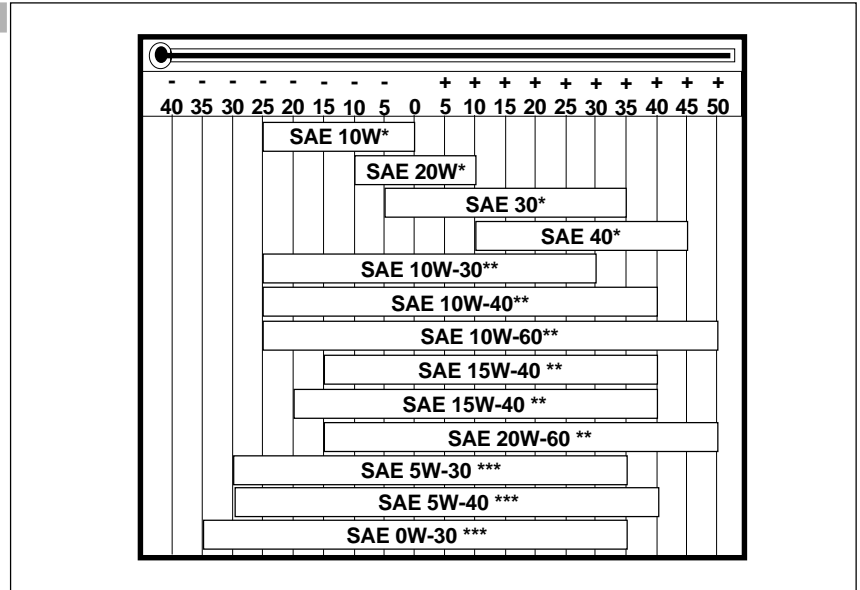 - - - - - - - - + + + + + + + + + +
40 35 30 25 20 15 10 5 0 5 10 15 20 25 30 35 40 45 50
SAE 10W*
SAE 20W*
SAE 30*
SAE 40*
SAE 10W-30**
SAE 10W-40**
SAE 10W-60**
SAE 15W-40 **
SAE 15W-40 **
SAE 20W-60 **
SAE 5W-30 ***
SAE 5W-40 ***
SAE 0W-30 ***